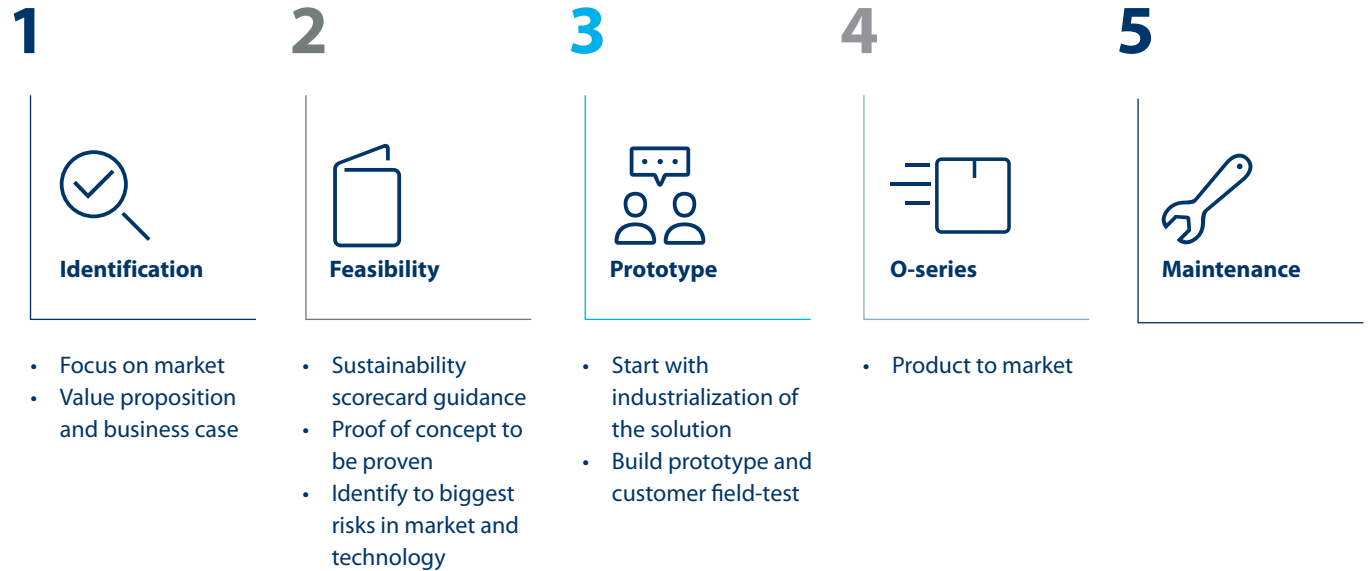 1
Identification
• Focus on market
• Value proposition
and business case
2
Feasibility
• Sustainability
scorecard guidance
• Proof of concept to
be proven
• Identify to biggest
risks in market and
technology
3
Prototype
• Start with
industrialization of
the solution
• Build prototype and
customer field-test
4
O-series
• Product to market
5
Maintenance